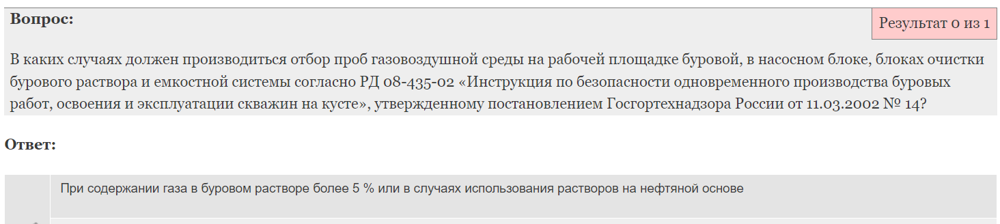 Вопрос:
Результат 0 из 1
В каких случаях должен производиться отбор проб газовоздушной среды на рабочей площадке буровой, в насосном блоке, блоках очистки
бурового раствора и емкостной системы согласно РД 08-435-02 «Инструкция по безопасности одновременного производства буровых
работ, освоения и эксплуатации скважин на кусте», утвержденному постановлением Госгортехнадзора России от 11.03.2002 № 14?
Ответ:
При содержании газа в буровом растворе более 5 % или в случаях использования растворов на нефтяной основе